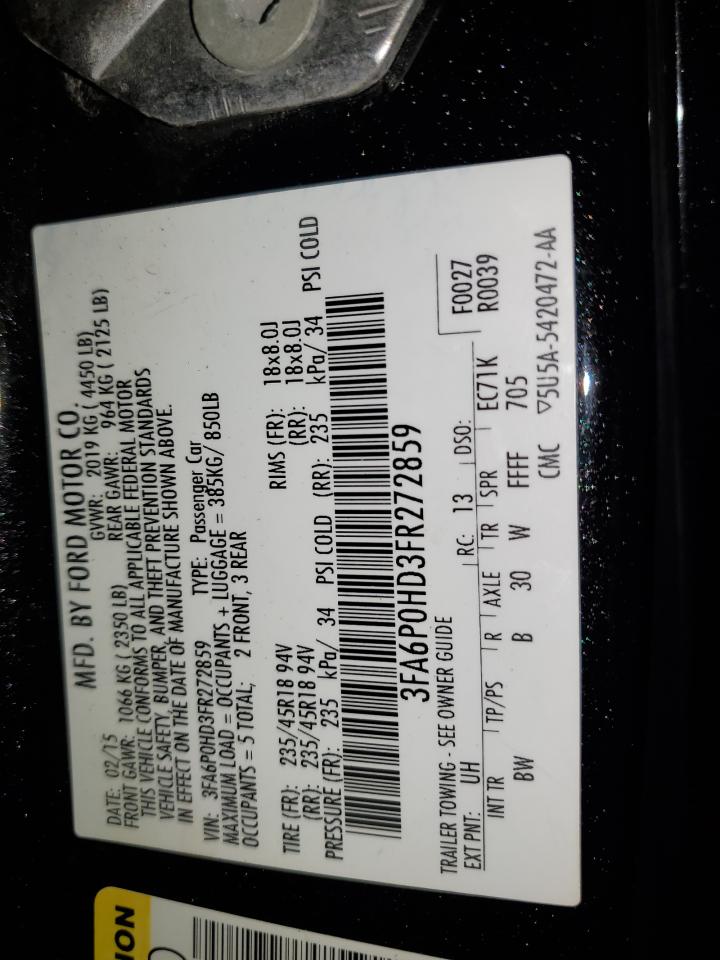 MFD. BY FORD MOTOR CO.
DATE: 02/15 GVWR: 2019 KG ( 4450 LB)
FRONT GAWR: 1066 KG ( 2350 LB) REAR GAWR: 964 KG ( 2125 LB)
THIS VEHICLE CONFORMS TO ALL APPLICABLE FEDERAL MOTOR
VEHICLE SAFETY, BUMPER, AND THEFT PREVENTION STANDARDS
IN EFFECT ON THE DATE OF MANUFACTURE SHOWN ABOVE.
VIN: 3FA6P0HD3FR272859 TYPE: Passenger Car
MAXIMUM LOAD = OCCUPANTS + LUGGAGE = 385KG/ 850LB
OCCUPANTS = 5 TOTAL; 2 FRONT, 3 REAR
TIRE (FR): 235/45R18 94V RIMS (FR): 18x8.0J
(RR): 235/45R18 94V (RR): 18x8.0J
PRESSURE (FR): 235 kPa/ 34 PSI COLD (RR): 235 kPa/ 34 PSI COLD
3FA6P0HD3FR272859
TRAILER TOWING - SEE OWNER GUIDE F0027
EXT PNT: UH RC: 13 DSO: R0039
INT TR TP/PS R AXLE TR SPR EC71K
BW B 30 W FFFF 705
CMC ▽5U5A-5420472-AA
ION